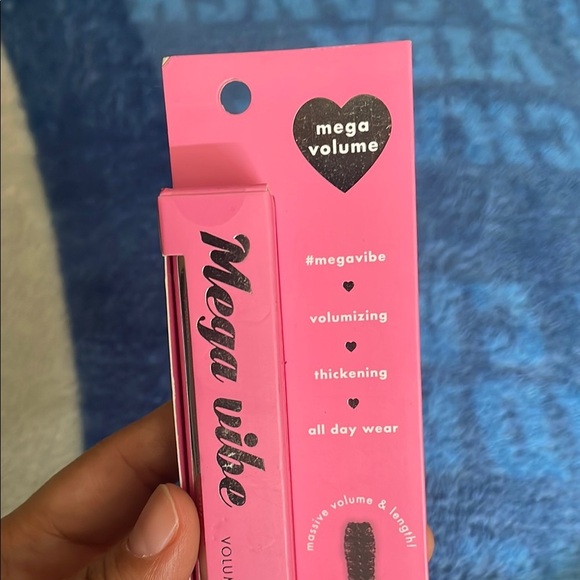 mega
volume
Mega vibe
#megavibe
volumizing
thickening
all day wear
massive volume & length!